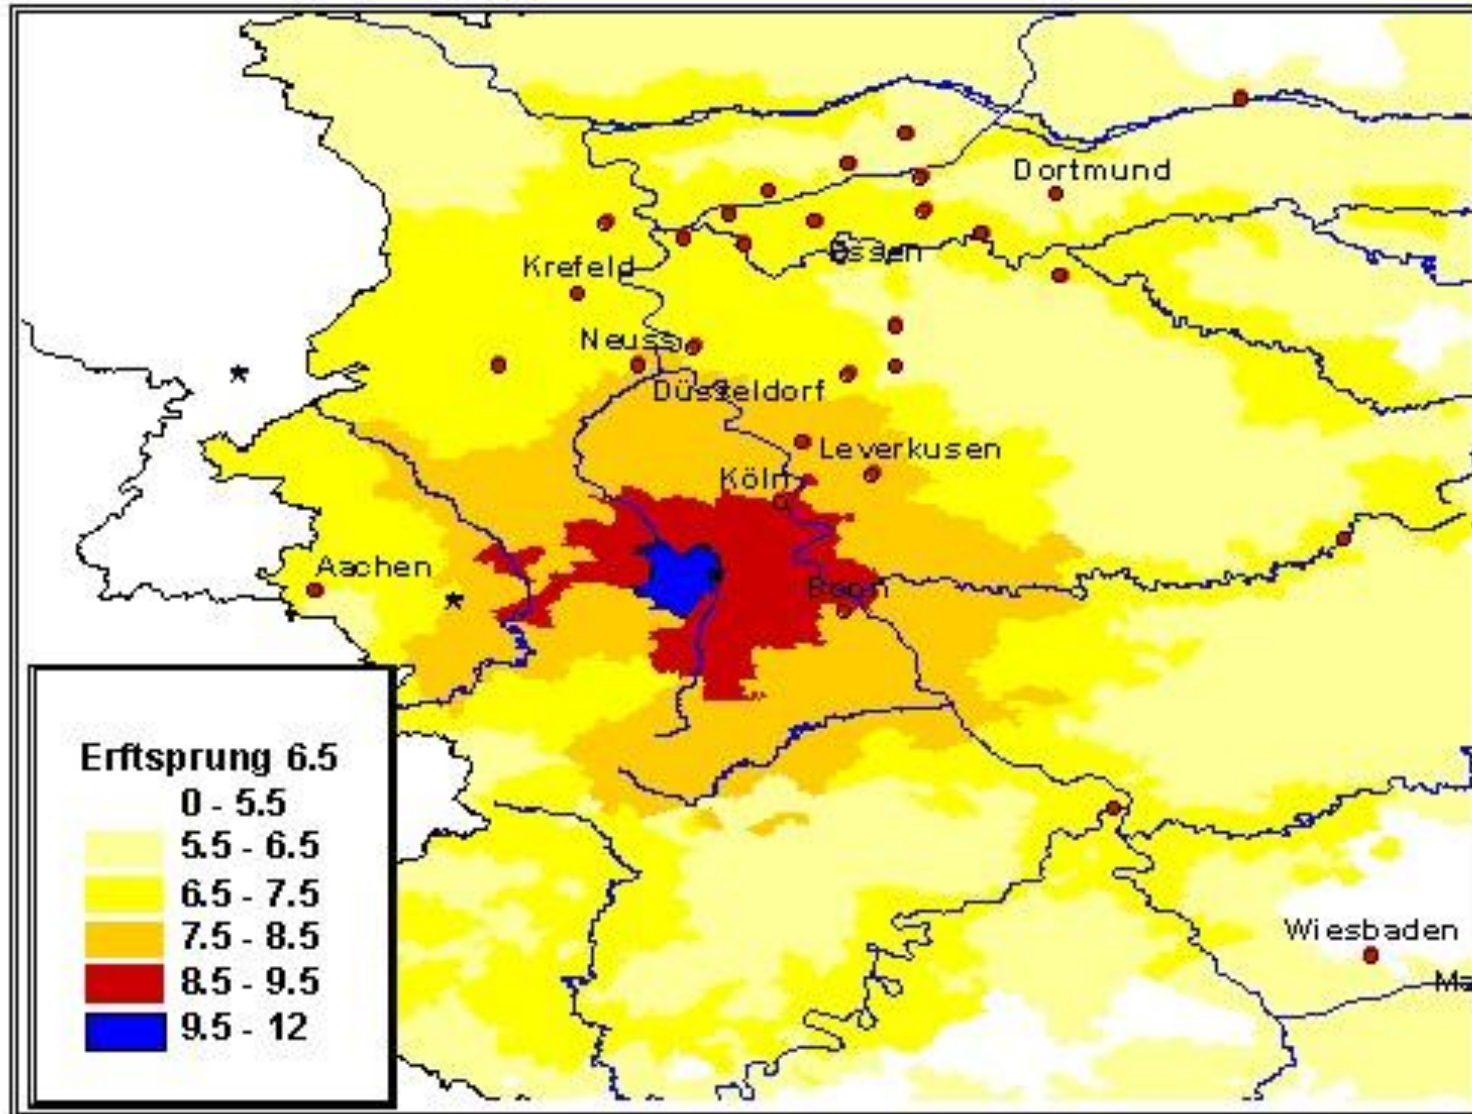 Dortmund
Essen
Krefeld
Neuss
Düsseldorf
Leverkusen
Köln
Aachen
Bonn
Erftsprung 6.5
0 - 5.5
5.5 - 6.5
6.5 - 7.5
7.5 - 8.5
8.5 - 9.5
9.5 - 12
Wiesbaden
Ma